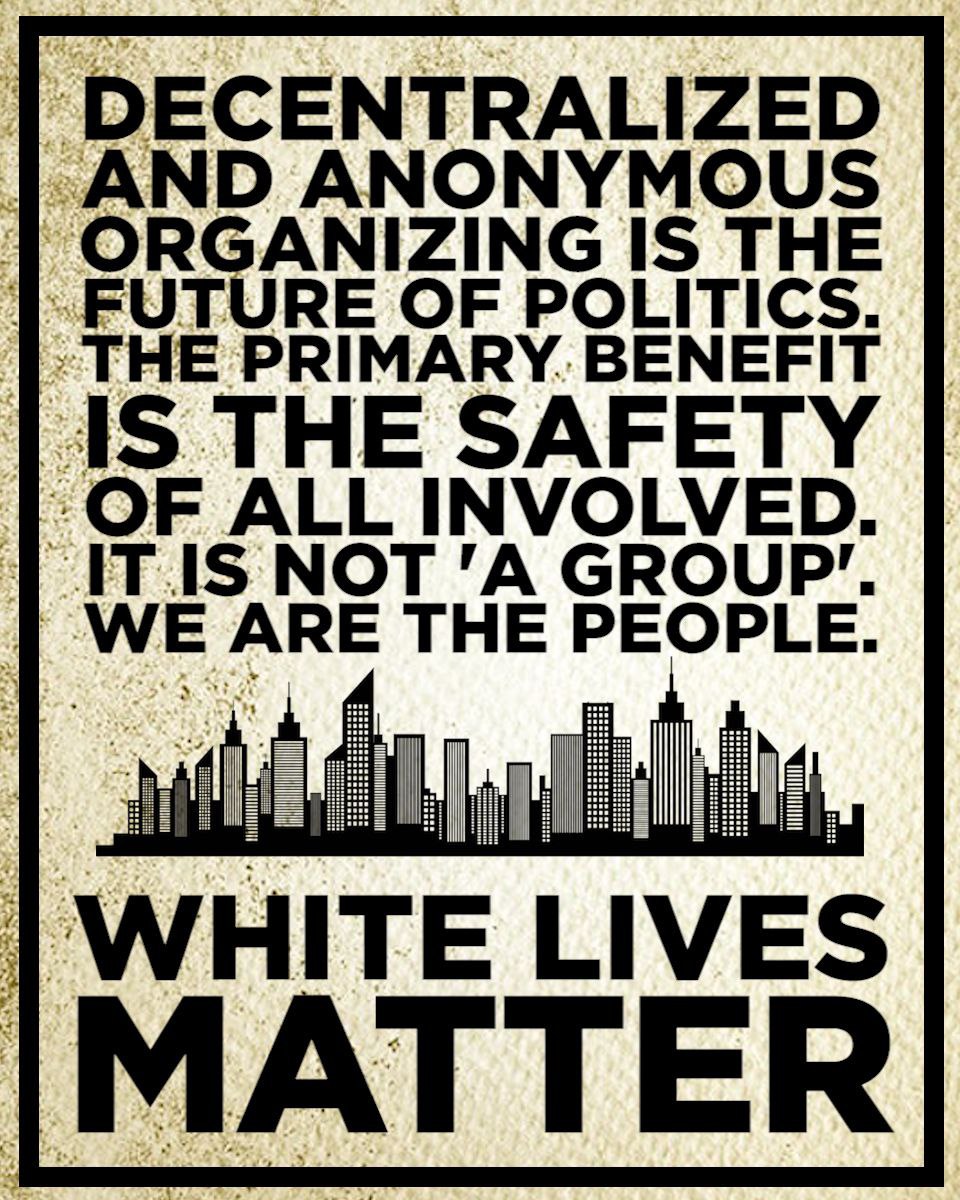 DECENTRALIZED
AND ANONYMOUS
ORGANIZING IS THE
FUTURE OF POLITICS.
THE PRIMARY BENEFIT
IS THE SAFETY
OF ALL INVOLVED.
IT IS NOT 'A GROUP'.
WE ARE THE PEOPLE.
WHITE LIVES
MATTER